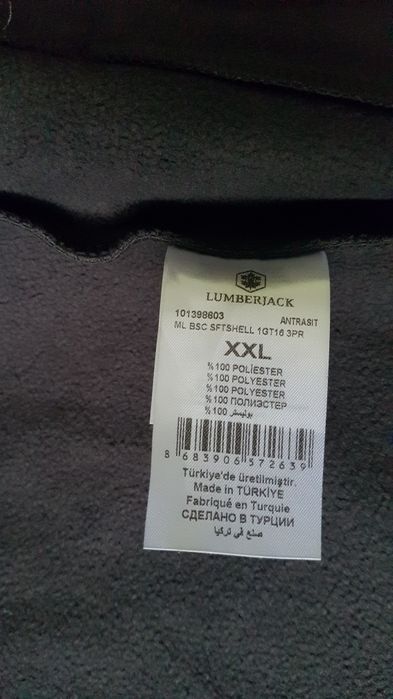 LUMBERJACK
101398603 ANTRASIT
ML BSC SFTSHELL 1GT16 3PR
XXL
%100 POLİESTER
%100 POLYESTER
%100 POLYESTER
%100 ПОЛИЭСТЕР
%100 بوليستر
8 683906 572639
Türkiye'de üretilmiştir.
Made in TÜRKİYE
Fabriqué en Turquie
СДЕЛАНО В ТУРЦИИ
صنع في تركيا